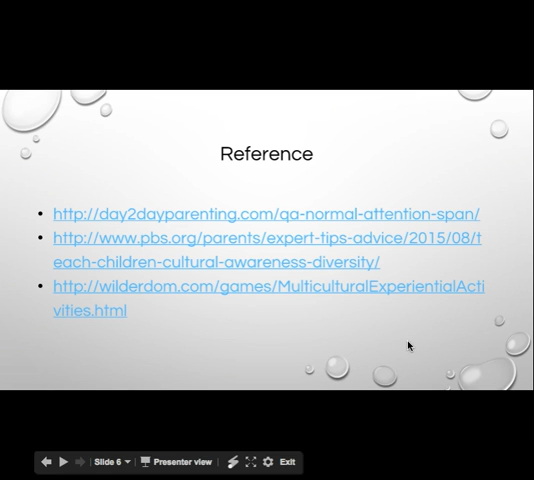 Reference
• http://day2dayparenting.com/qa-normal-attention-span/
• http://www.pbs.org/parents/expert-tips-advice/2015/08/t
each-children-cultural-awareness-diversity/
• http://wilderdom.com/games/MulticulturalExperientialActi
vities.html
Slide 6 Presenter view Exit